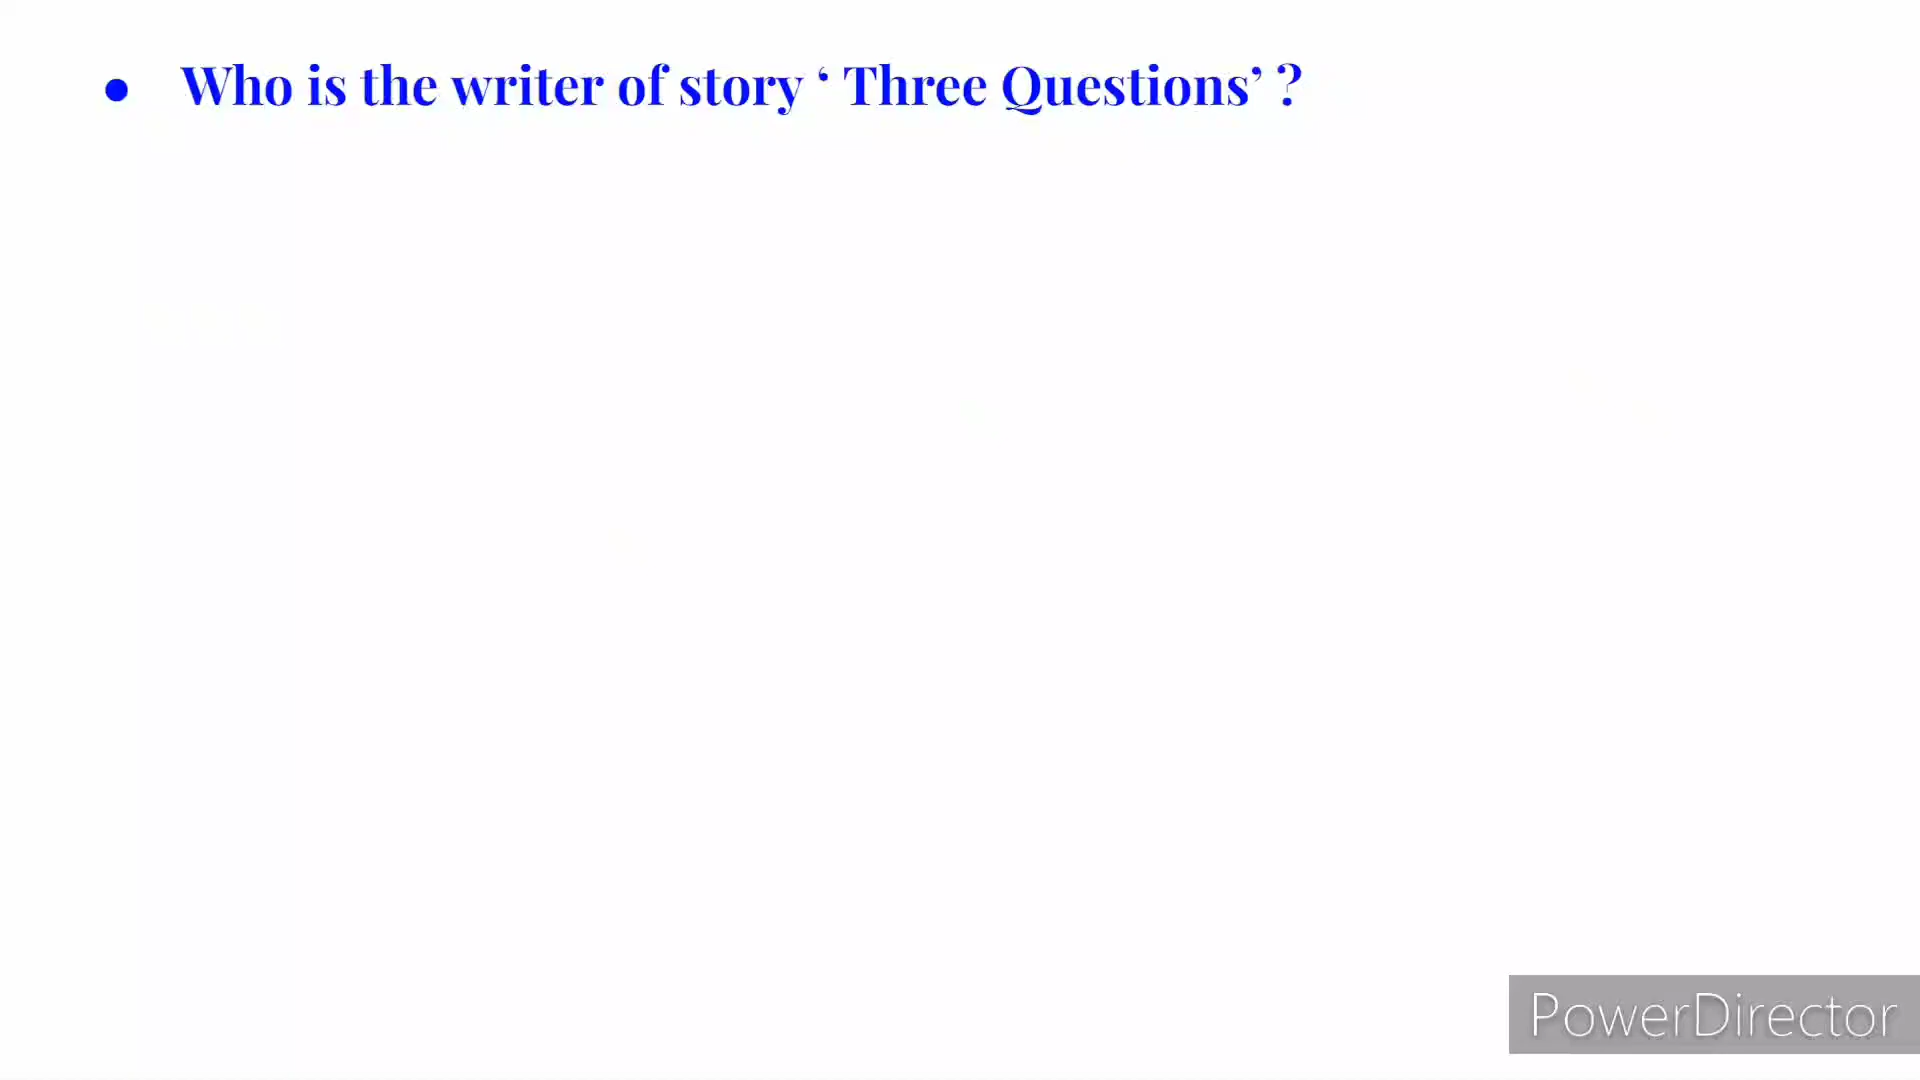 ● Who is the writer of story ‘ Three Questions’ ?
PowerDirector